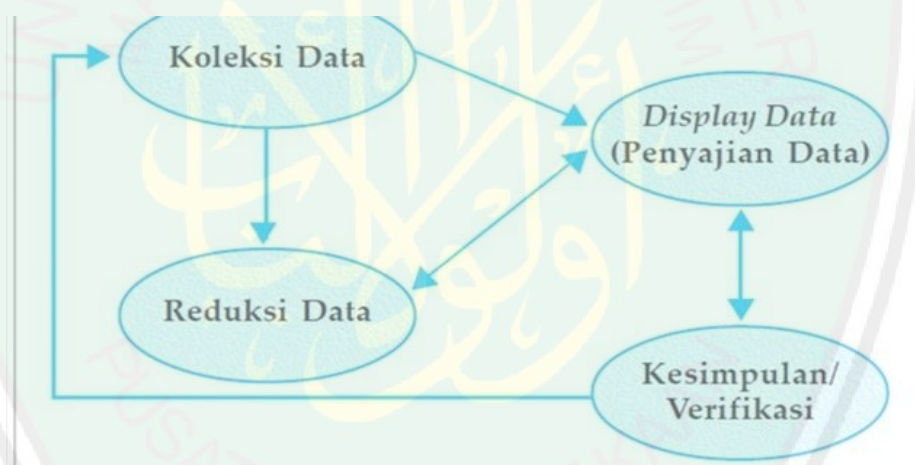 Koleksi Data
Display Data
(Penyajian Data)
Reduksi Data
Kesimpulan/
Verifikasi